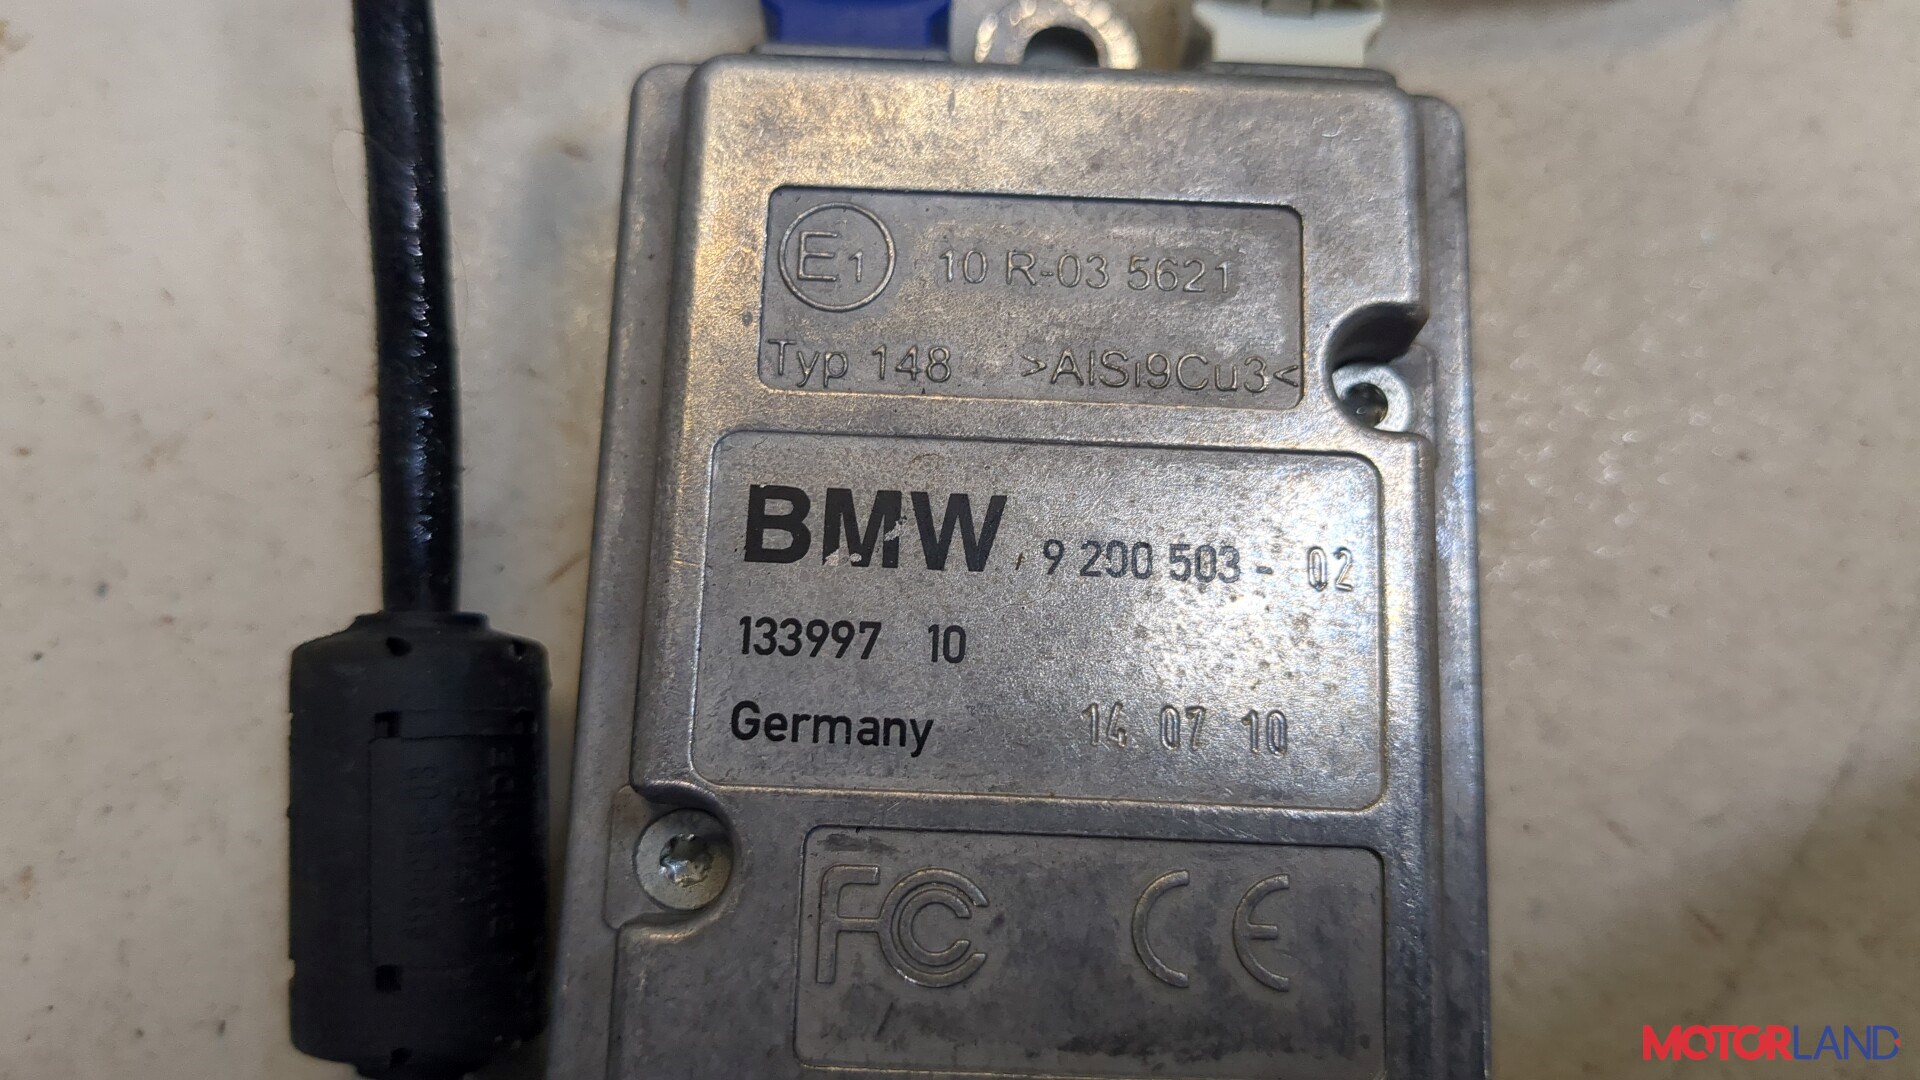 E1 10 R-03 5621
Typ 148 >AlSi9Cu3<
BMW 9 200 503 - 02
133997 10
Germany 14 07 10
FC CE
MOTORLAND